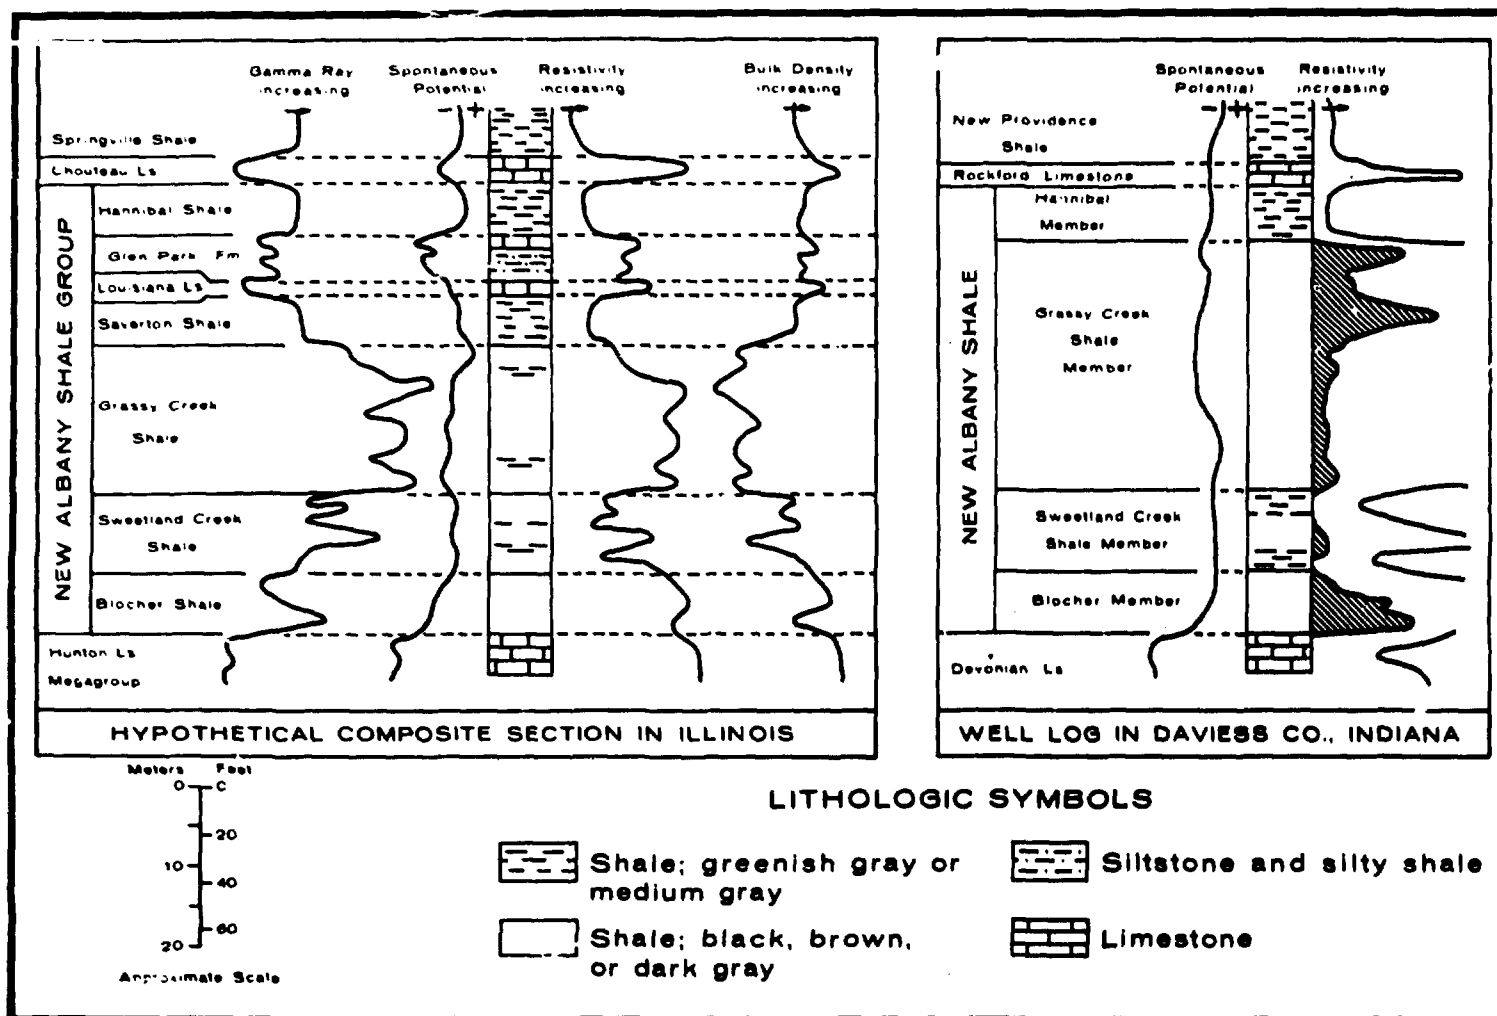 Gamma Ray
increasing
Spontaneous
Potential
- +
Resistivity
increasing
Bulk Density
increasing
Springville Shale
Chouteau Ls
Hannibal Shale
Glen Park Fm
Louisiana Ls
Saverton Shale
Grassy Creek
Shale
Sweetland Creek
Shale
Blocher Shale
NEW ALBANY SHALE GROUP
Hunton Ls
Megagroup
HYPOTHETICAL COMPOSITE SECTION IN ILLINOIS
Spontaneous
Potential
- +
Resistivity
increasing
New Providence
Shale
Rockford Limestone
Hannibal
Member
Grassy Creek
Shale
Member
Sweetland Creek
Shale Member
Blocher Member
NEW ALBANY SHALE
Devonian Ls
WELL LOG IN DAVIESS CO., INDIANA
Meters Feet
0 0
20
10
40
60
20
Approximate Scale
LITHOLOGIC SYMBOLS
Shale; greenish gray or
medium gray
Siltstone and silty shale
Shale; black, brown,
or dark gray
Limestone